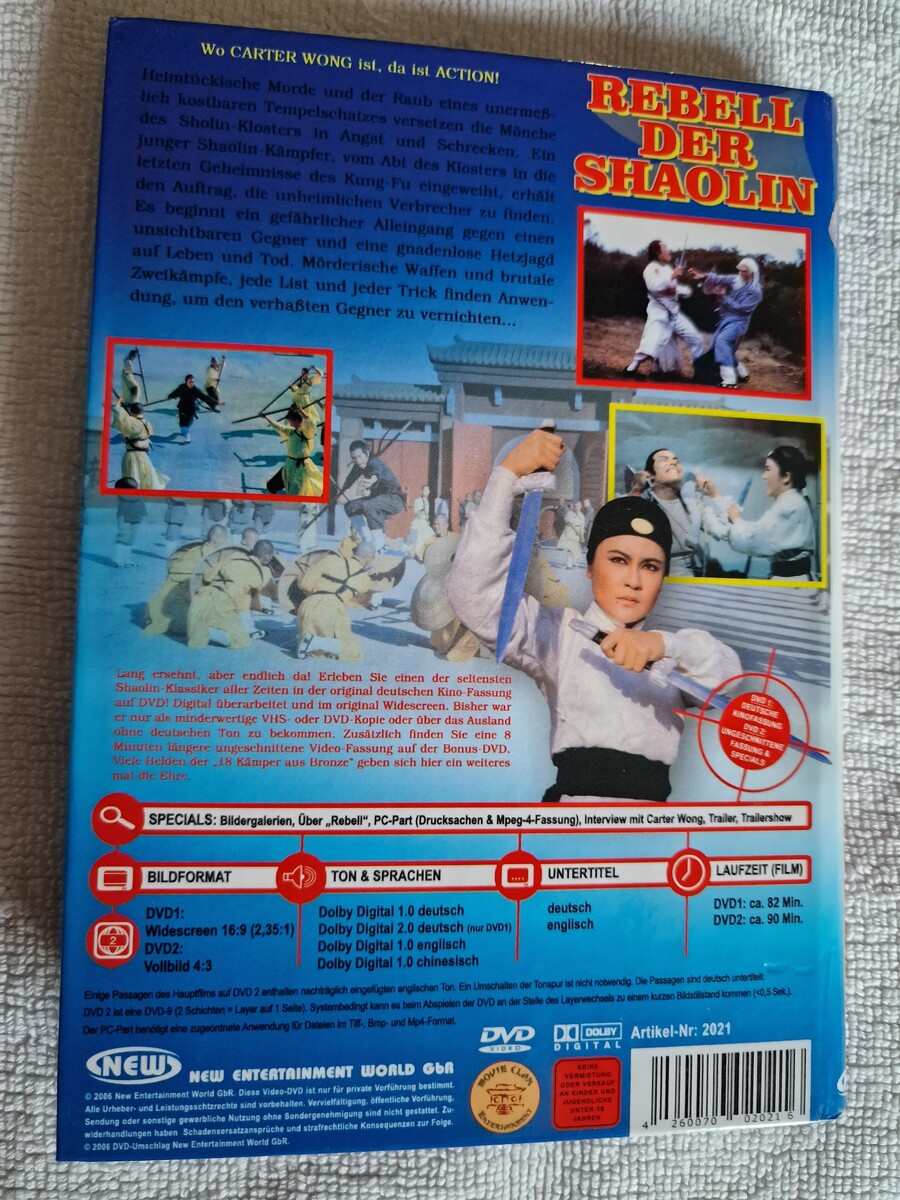 Wo CARTER WONG ist, da ist ACTION!
Heimtückische Morde und der Raub eines unermeß-
lich kostbaren Tempelschatzes versetzen die Mönche
des Sholin-Klosters in Angst und Schrecken. Ein
junger Shaolin-Kämpfer, vom Abt des Klosters in die
letzten Geheimnisse des Kung-Fu eingeweiht, erhält
den Auftrag, die unheimlichen Verbrecher zu finden.
Es beginnt ein gefährlicher Alleingang gegen einen
unsichtbaren Gegner und eine gnadenlose Hetzjagd
auf Leben und Tod. Mörderische Waffen und brutale
Zweikämpfe, jede List und jeder Trick finden Anwen-
dung, um den verhaßten Gegner zu vernichten...
REBELL
DER
SHAOLIN
Lang ersehnt, aber endlich da! Erleben Sie einen der seltensten
Shaolin-Klassiker aller Zeiten in der original deutschen Kino-Fassung
auf DVD! Digital überarbeitet und im original Widescreen. Bisher war
er nur als minderwertige VHS- oder DVD-Kopie oder über das Ausland
ohne deutschen Ton zu bekommen. Zusätzlich finden Sie eine 8
Minuten längere ungeschnittene Video-Fassung auf der Bonus-DVD.
Viele Helden der „18 Kämper aus Bronze" geben sich hier ein weiteres
mal die Ehre.
DVD 1:
DEUTSCHE
KINOFASSUNG
DVD 2:
UNGESCHNITTENE
FASSUNG &
SPECIALS!
SPECIALS: Bildergalerien, Über „Rebell", PC-Part (Drucksachen & Mpeg-4-Fassung), Interview mit Carter Wong, Trailer, Trailershow
BILDFORMAT
TON & SPRACHEN
UNTERTITEL
LAUFZEIT (FILM)
DVD1:
Widescreen 16:9 (2,35:1)
DVD2:
Vollbild 4:3
2
Dolby Digital 1.0 deutsch
Dolby Digital 2.0 deutsch (nur DVD1)
Dolby Digital 1.0 englisch
Dolby Digital 1.0 chinesisch
deutsch
englisch
DVD1: ca. 82 Min.
DVD2: ca. 90 Min.
Einige Passagen des Hauptfilms auf DVD 2 enthalten nachträglich eingefügten englischen Ton. Ein Umschalten der Tonspur ist nicht notwendig. Die Passagen sind deutsch untertitelt.
DVD 2 ist eine DVD-9 (2 Schichten = Layer auf 1 Seite). Systembedingt kann es beim Abspielen der DVD an der Stelle des Layerwechsels zu einem kurzen Bildstillstand kommen (<0,5 Sek.).
Der PC-Part benötigt eine zugeordnete Anwendung für Dateien im Tiff-, Bmp- und Mp4-Format.
NEW
NEW ENTERTAINMENT WORLD GbR
© 2006 New Entertainment World GbR. Diese Video-DVD ist nur für private Vorführung bestimmt.
Alle Urheber- und Leistungsschtzrechte sind vorbehalten. Vervielfältigung, öffentliche Vorführung,
Sendung oder sonstige gewerbliche Nutzung ohne Sondergenehmigung sind nicht gestattet. Zu-
widerhandlungen haben Schadensersatzansprüche und strafrechtliche Konsequenzen zur Folge.
© 2006 DVD-Umschlag New Entertainment World GbR.
DVD
VIDEO
DOLBY
DIGITAL
Artikel-Nr: 2021
MOVIE CLAN
ENTERTAINMENT
KEINE
VERMIETUNG
ODER VERKAUF
AN KINDER UND
JUGENDLICHE
UNTER 18
JAHREN
4 260070 020216